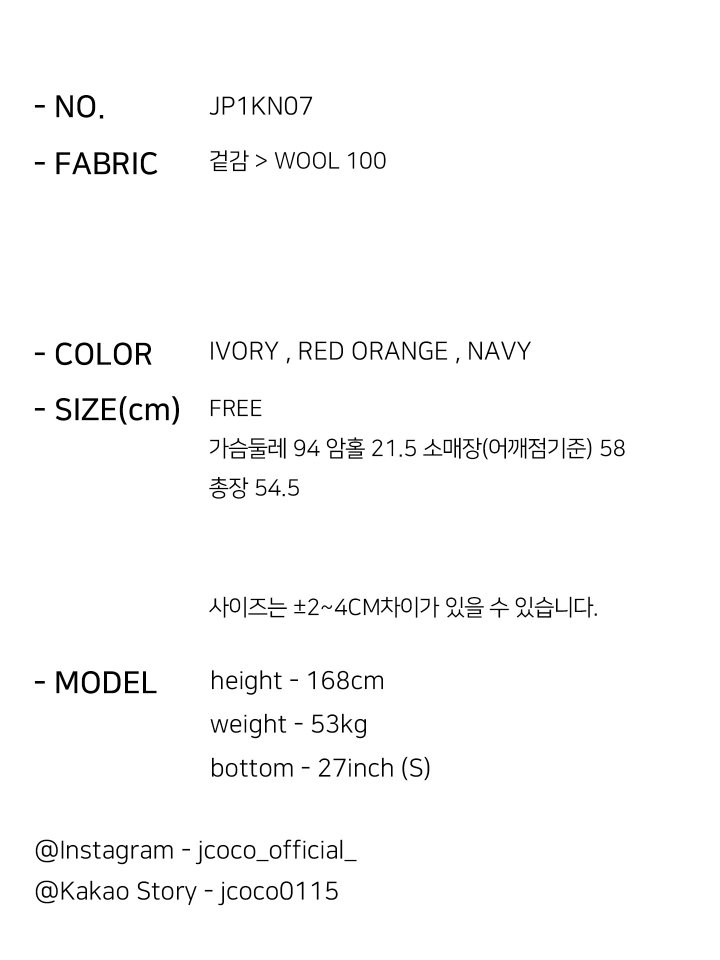 - NO. JP1KN07
- FABRIC 겉감 > WOOL 100
- COLOR IVORY , RED ORANGE , NAVY
- SIZE(cm) FREE
가슴둘레 94 암홀 21.5 소매장(어깨점기준) 58
총장 54.5
사이즈는 ±2~4CM차이가 있을 수 있습니다.
- MODEL height - 168cm
weight - 53kg
bottom - 27inch (S)
@Instagram - jcoco_official_
@Kakao Story - jcoco0115